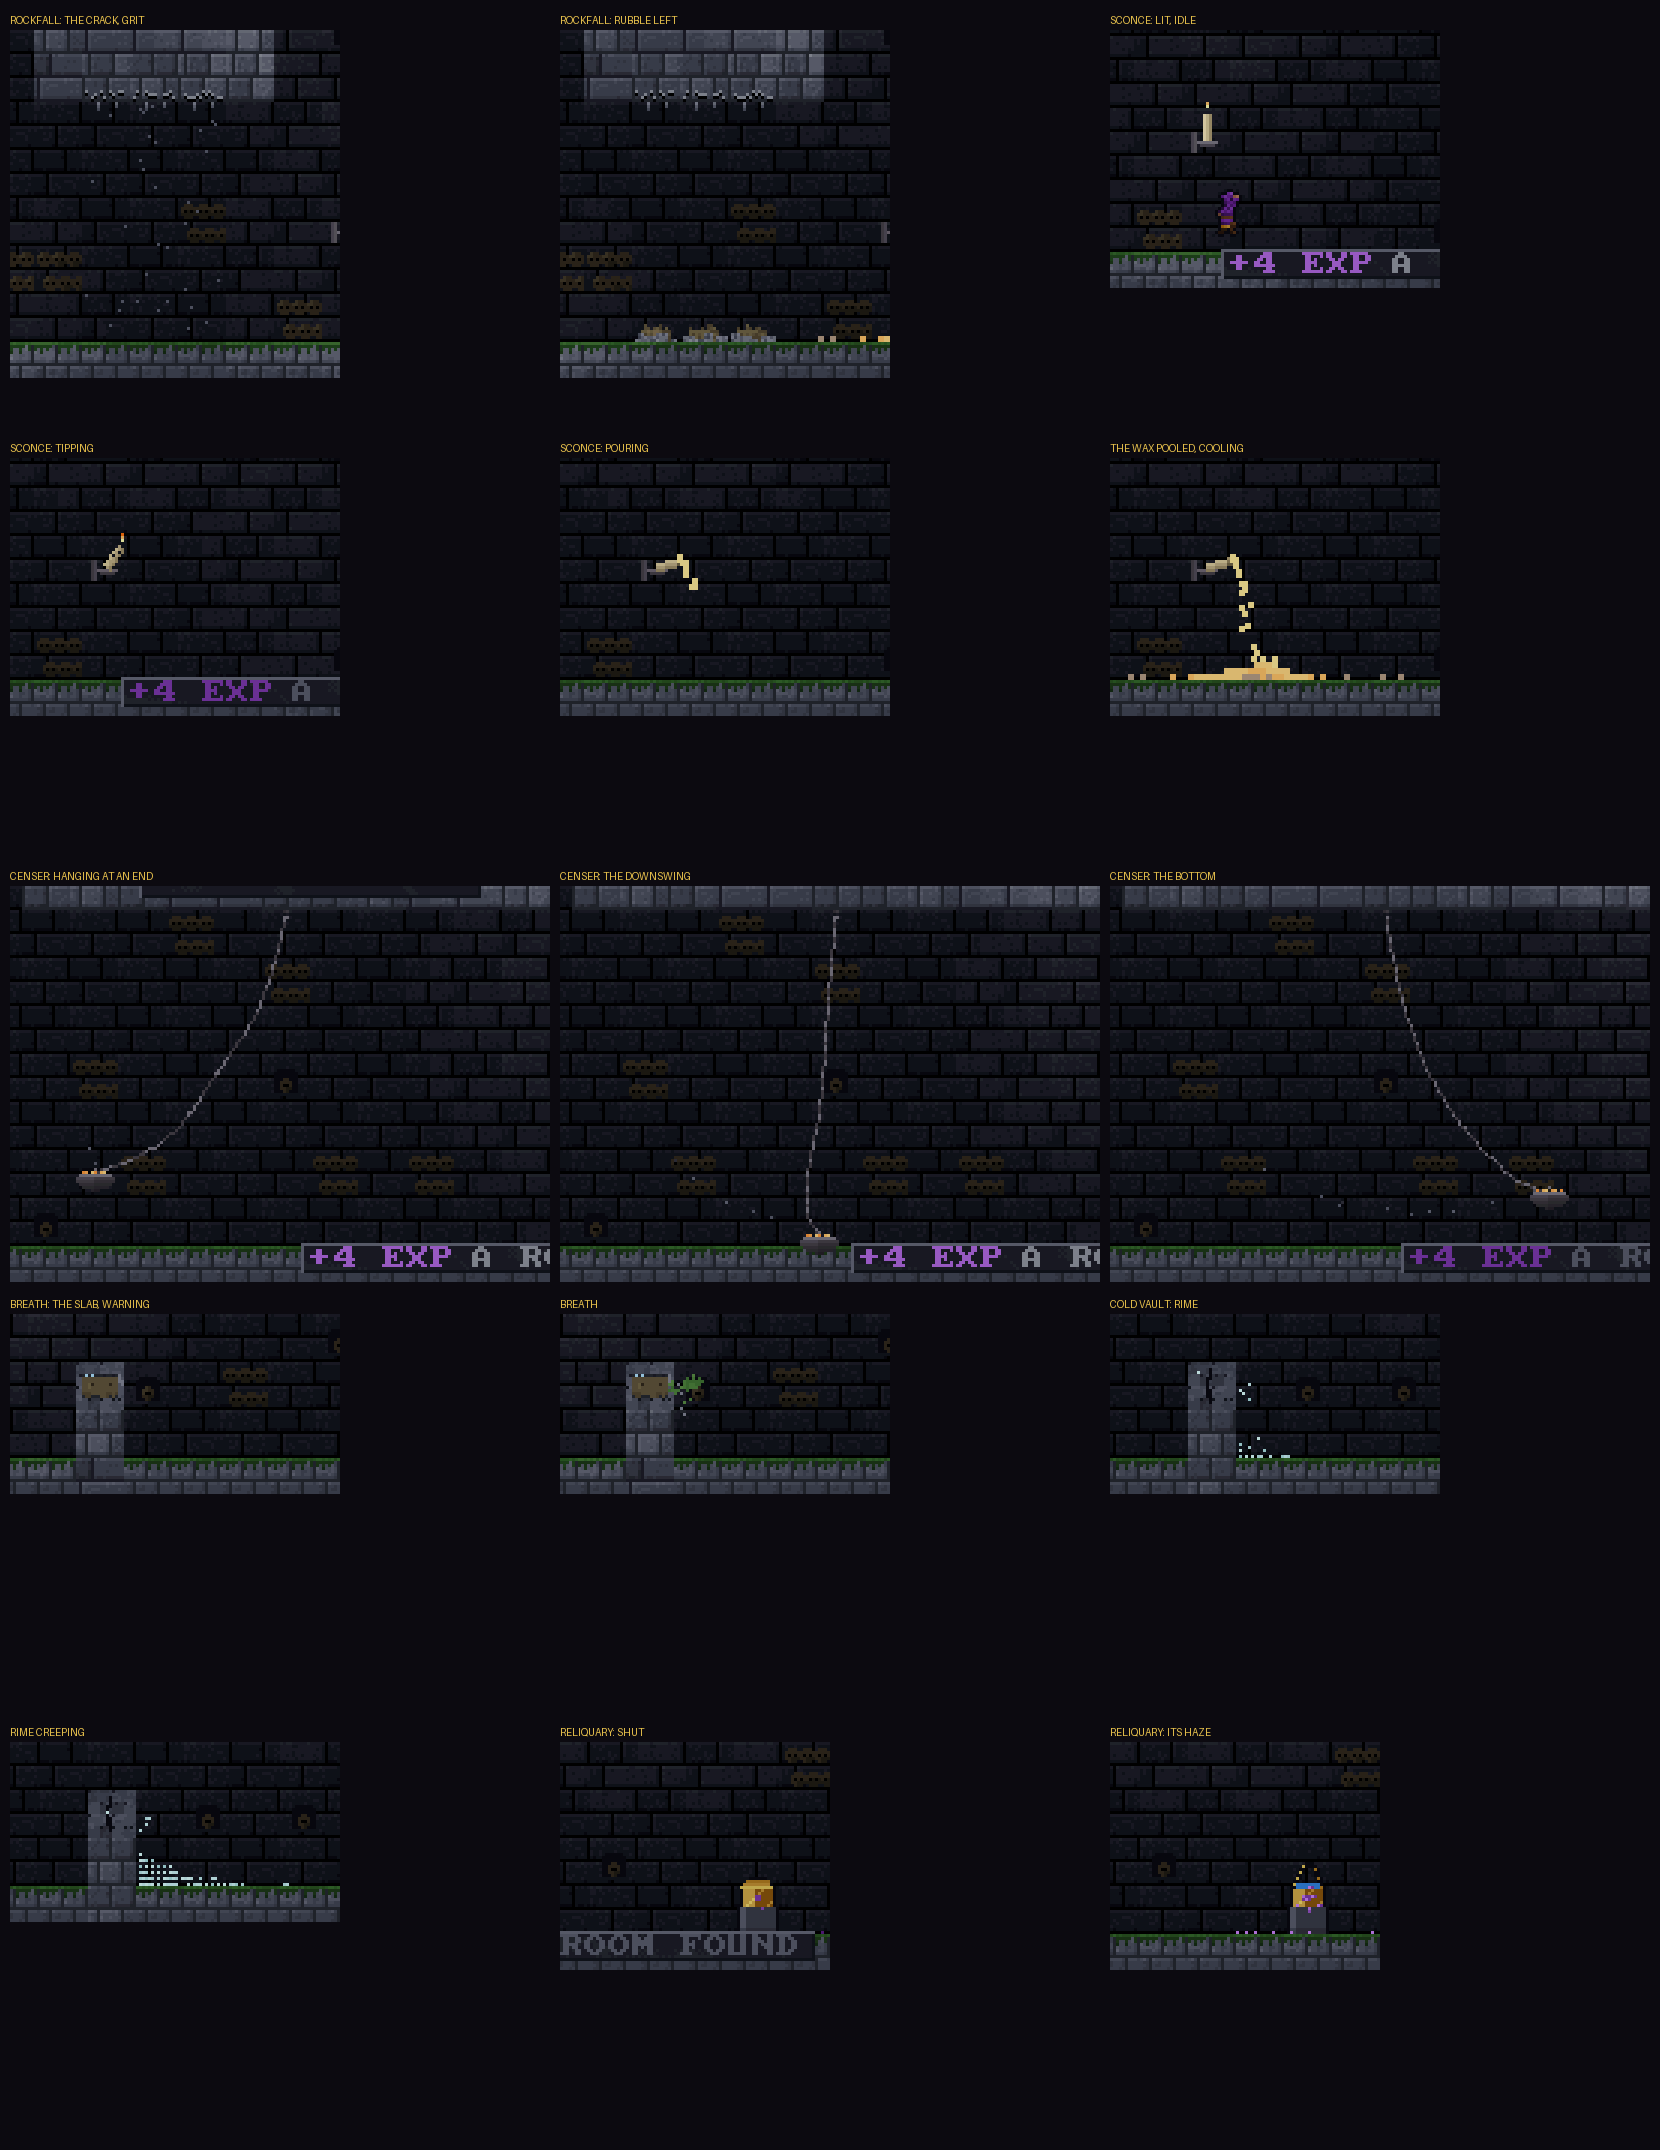 ROCKFALL: THE CRACK, GRIT
ROCKFALL: RUBBLE LEFT
SCONCE: LIT, IDLE
+4 EXP A
SCONCE: TIPPING
SCONCE: POURING
THE WAX POOLED, COOLING
+4 EXP A
CENSER: HANGING AT AN END
CENSER: THE DOWNSWING
CENSER: THE BOTTOM
+4 EXP A
+4 EXP A
+4 EXP A
BREATH: THE SLAB, WARNING
BREATH
COLD VAULT: RIME
RIME CREEPING
RELIQUARY: SHUT
RELIQUARY: ITS HAZE
ROOM FOUND